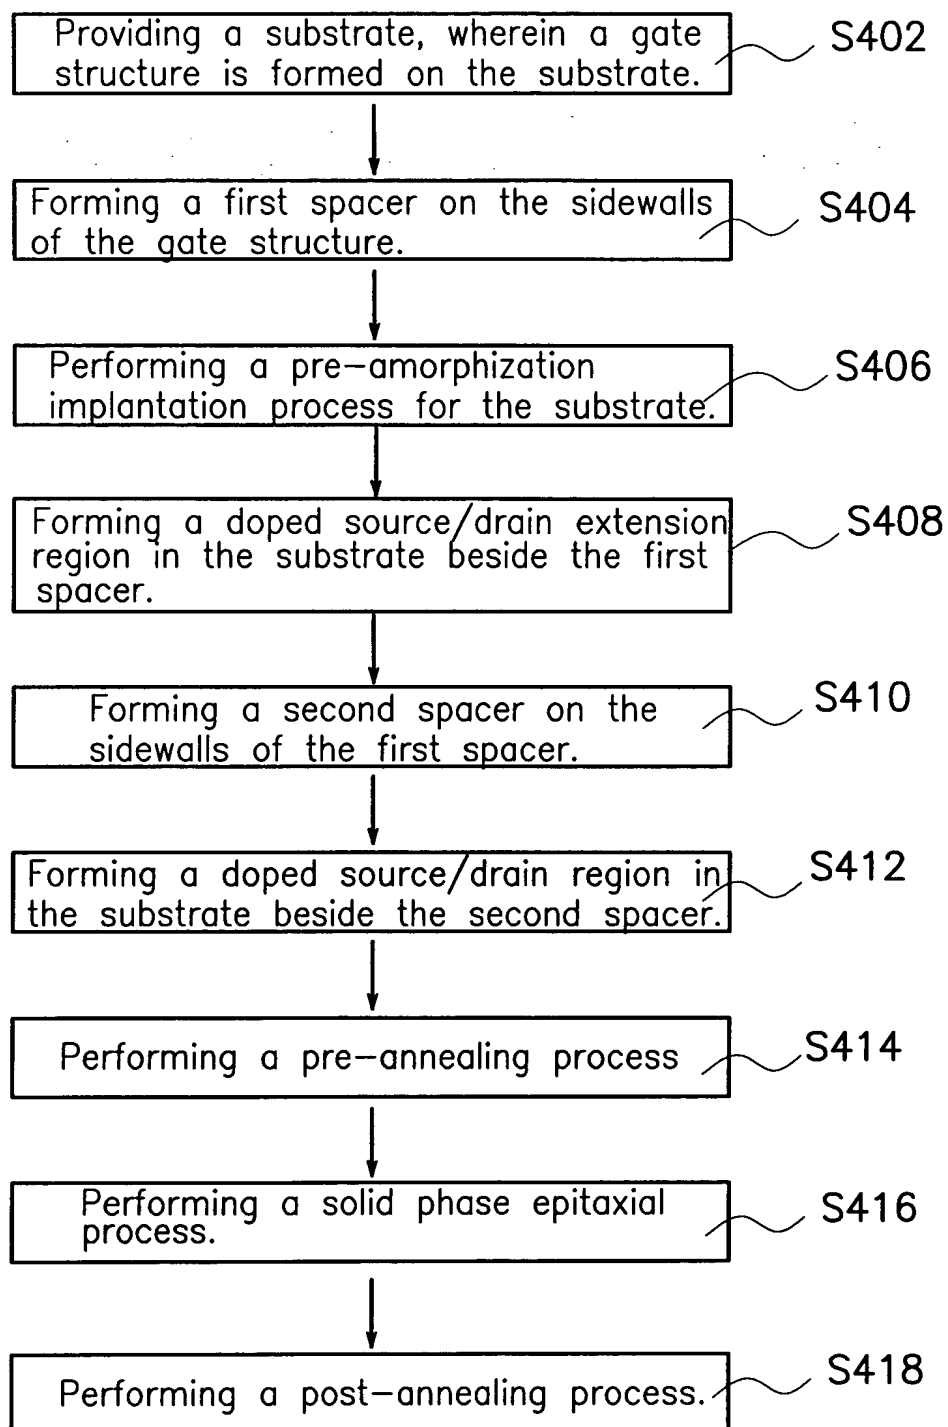 Providing a substrate, wherein a gate
structure is formed on the substrate.
S402
Forming a first spacer on the sidewalls
of the gate structure.
S404
Performing a pre-amorphization
implantation process for the substrate.
S406
Forming a doped source/drain extension
region in the substrate beside the first
spacer.
S408
Forming a second spacer on the
sidewalls of the first spacer.
S410
Forming a doped source/drain region in
the substrate beside the second spacer.
S412
Performing a pre-annealing process
S414
Performing a solid phase epitaxial
process.
S416
Performing a post-annealing process.
S418